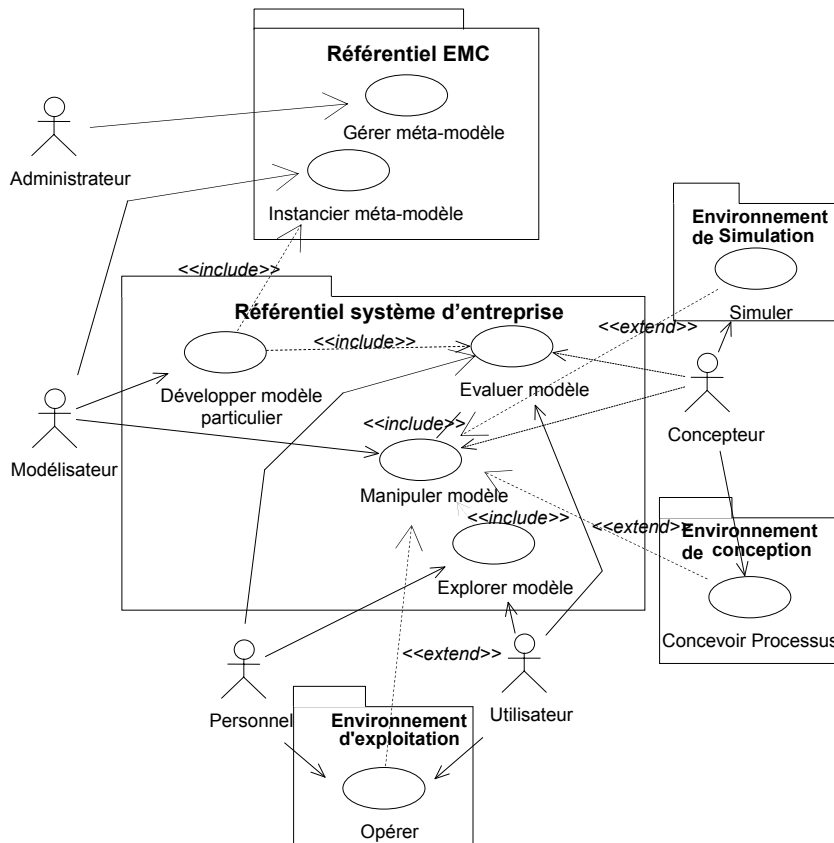 Référentiel EMC
Gérer méta-modèle
Administrateur
Instancier méta-modèle
Environnement
de Simulation
<<include>>
Référentiel système d’entreprise
Simuler
<<extend>>
<<include>>
Développer modèle
particulier
Evaluer modèle
<<include>>
Concepteur
Modélisateur
Manipuler modèle
<<include>>
<<extend>>
Environnement
de conception
Explorer modèle
Concevoir Processus
<<extend>>
Personnel
Utilisateur
Environnement
d'exploitation
Opérer